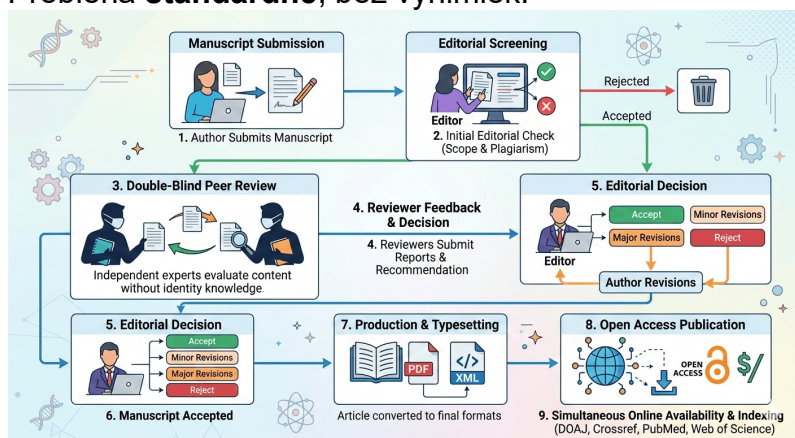 Prebieha štandardne, bez výnimiek.
Manuscript Submission
1. Author Submits Manuscript
Editorial Screening
Editor
2. Initial Editorial Check
(Scope & Plagiarism)
Rejected
Accepted
3. Double-Blind Peer Review
Independent experts evaluate content
without identity knowledge
4. Reviewer Feedback
& Decision
4. Reviewers Submit
Reports &
Recommendation
5. Editorial Decision
Editor
Accept
Minor Revisions
Major Revisions
Reject
Author Revisions
5. Editorial Decision
Accept
Minor Revisions
Major Revisions
Reject
6. Manuscript Accepted
7. Production & Typesetting
PDF
</>
XML
Article converted to final formats
8. Open Access Publication
OPEN
ACCESS
$/
9. Simultaneous Online Availability & Indexing
(DOAJ, Crossref, PubMed, Web of Science)